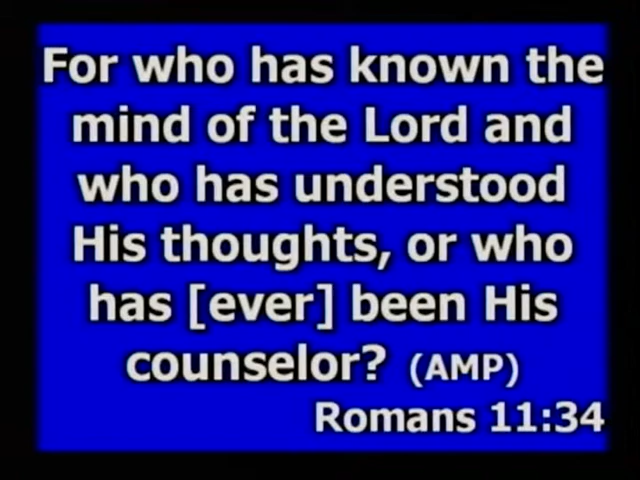 For who has known the
mind of the Lord and
who has understood
His thoughts, or who
has [ever] been His
counselor? (AMP)
Romans 11:34